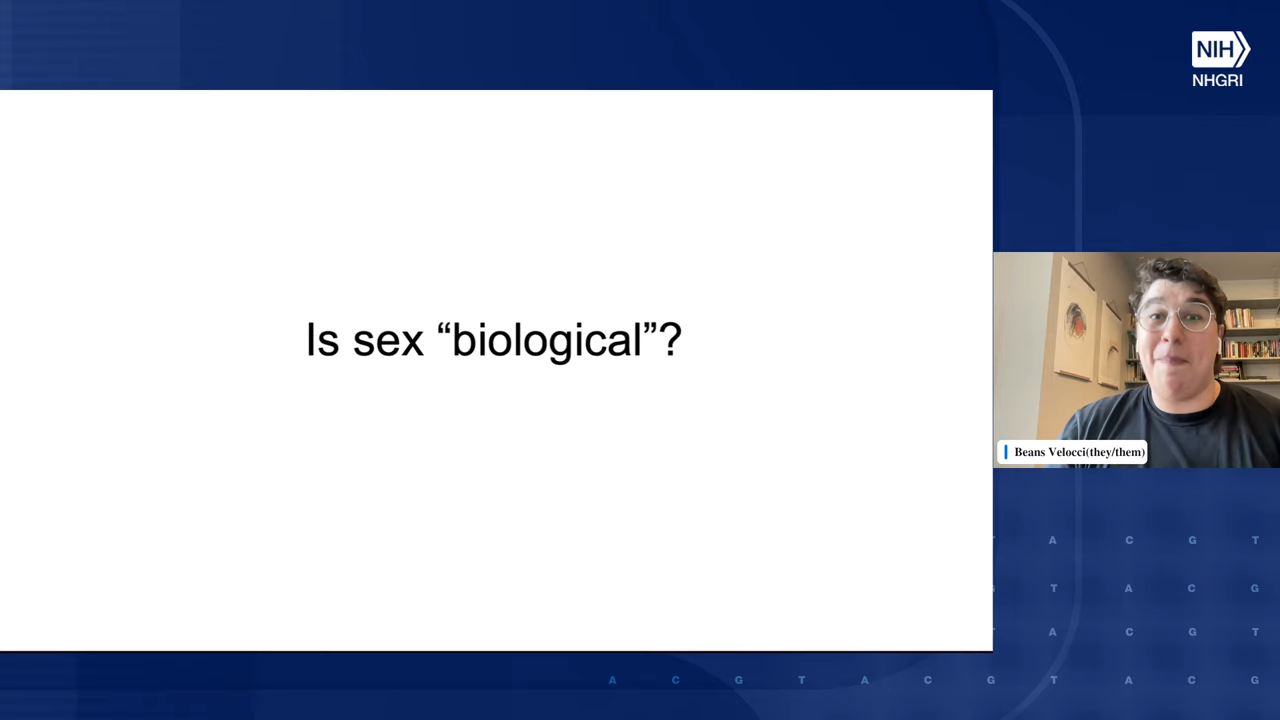 NIH
NHGRI
Is sex “biological”?
Beans Velocci(they/them)
T A C G T
G T A C G
T A C G T
A C G T A C G T A C G